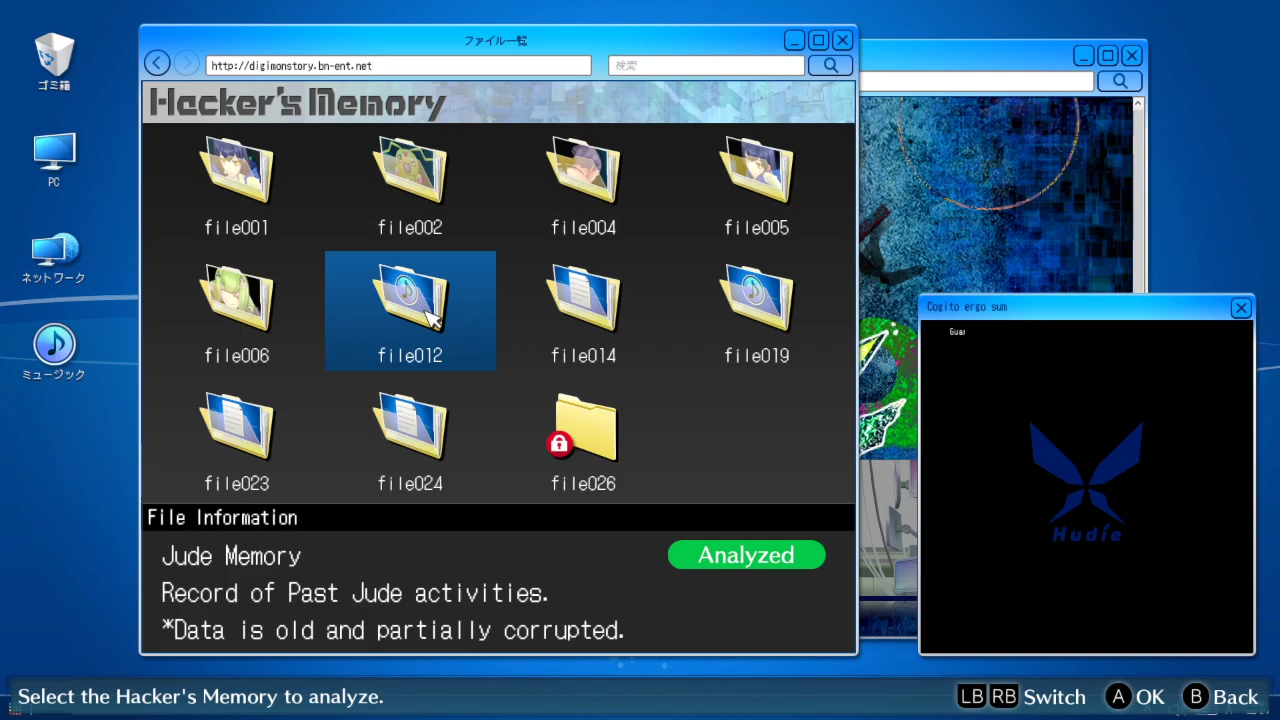 ゴミ箱
PC
ネットワーク
ミュージック
ファイル一覧
http://digimonstory.bn-ent.net
検索
Hacker's Memory
file001
file002
file004
file005
file006
file012
file014
file019
file023
file024
file026
File Information
Jude Memory
Analyzed
Record of Past Jude activities.
*Data is old and partially corrupted.
Cogito ergo sum
Guar
Hudie
Select the Hacker's Memory to analyze.
LB RB Switch A OK B Back